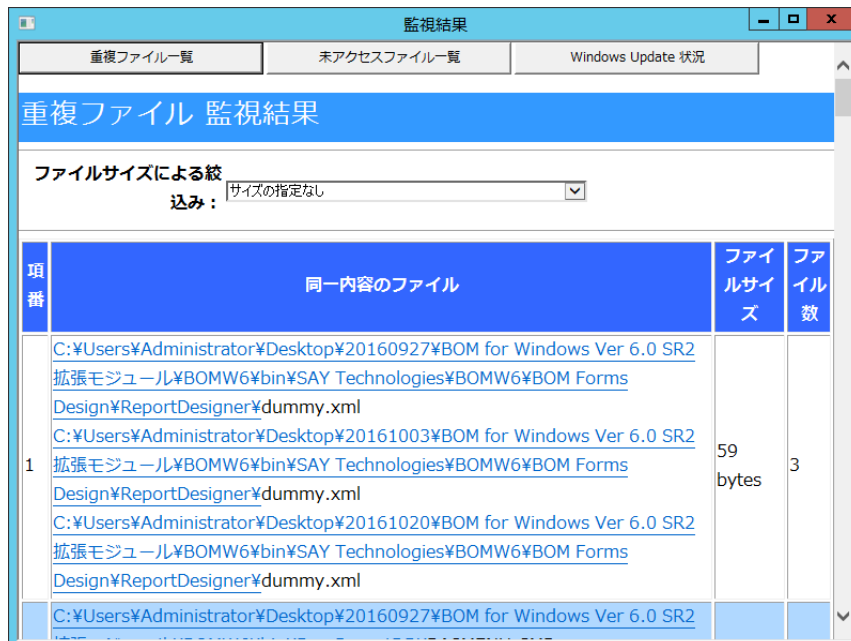 監視結果
重複ファイル一覧
未アクセスファイル一覧
Windows Update 状況
重複ファイル 監視結果
ファイルサイズによる絞
込み：
サイズの指定なし
項
番
同一内容のファイル
ファイ
ルサイ
ズ
ファ
イル
数
1
C:¥Users¥Administrator¥Desktop¥20160927¥BOM for Windows Ver 6.0 SR2
拡張モジュール¥BOMW6¥bin¥SAY Technologies¥BOMW6¥BOM Forms
Design¥ReportDesigner¥dummy.xml
C:¥Users¥Administrator¥Desktop¥20161003¥BOM for Windows Ver 6.0 SR2
拡張モジュール¥BOMW6¥bin¥SAY Technologies¥BOMW6¥BOM Forms
Design¥ReportDesigner¥dummy.xml
C:¥Users¥Administrator¥Desktop¥20161020¥BOM for Windows Ver 6.0 SR2
拡張モジュール¥BOMW6¥bin¥SAY Technologies¥BOMW6¥BOM Forms
Design¥ReportDesigner¥dummy.xml
59
bytes
3
C:¥Users¥Administrator¥Desktop¥20160927¥BOM for Windows Ver 6.0 SR2